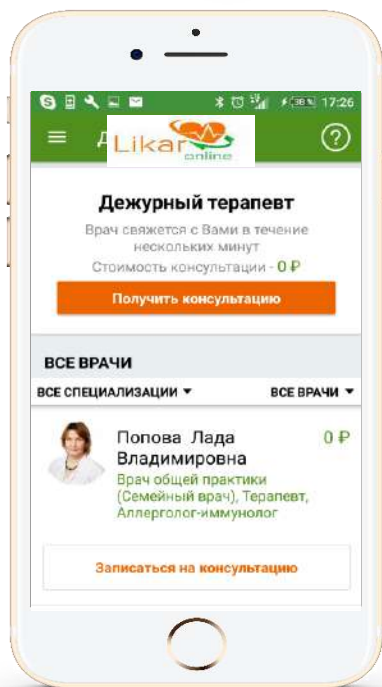 38% 17:26
Likar
online
Дежурный терапевт
Врач свяжется с Вами в течение
нескольких минут
Стоимость консультации - 0 ₽
Получить консультацию
ВСЕ ВРАЧИ
ВСЕ СПЕЦИАЛИЗАЦИИ ВСЕ ВРАЧИ
Попова Лада 0 ₽
Владимировна
Врач общей практики
(Семейный врач), Терапевт,
Аллерголог-иммунолог
Записаться на консультацию